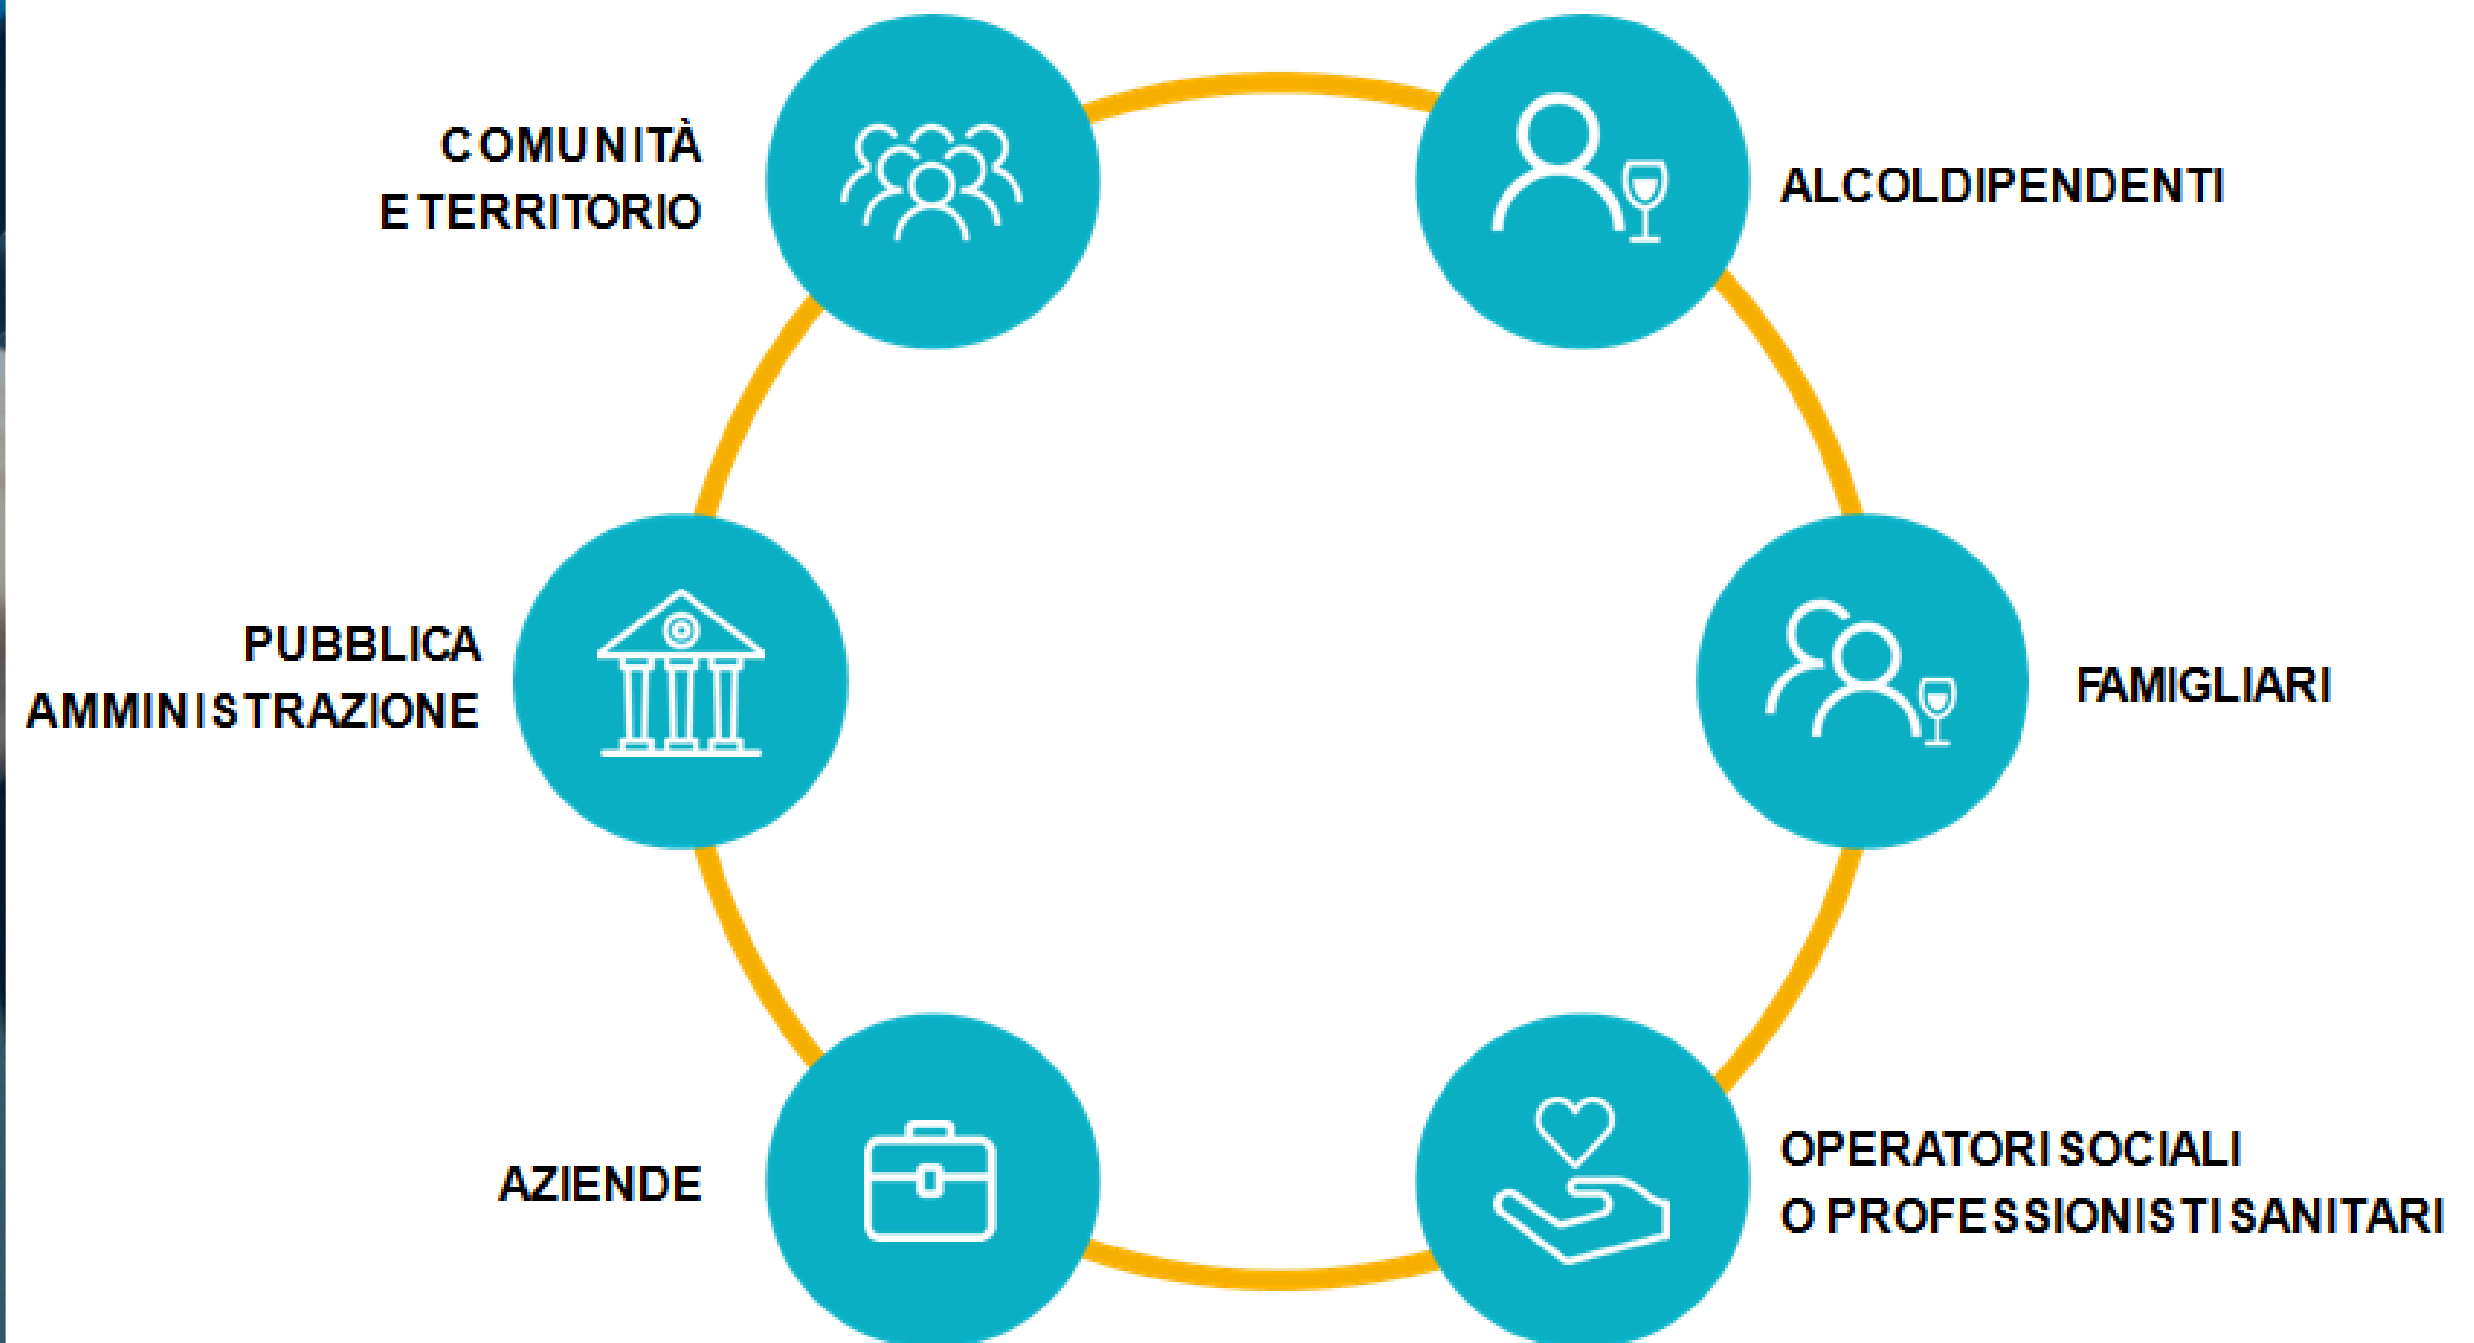 COMUNITÀ
E TERRITORIO
ALCOLDIPENDENTI
PUBBLICA
AMMINISTRAZIONE
FAMIGLIARI
AZIENDE
OPERATORI SOCIALI
O PROFESSIONISTI SANITARI